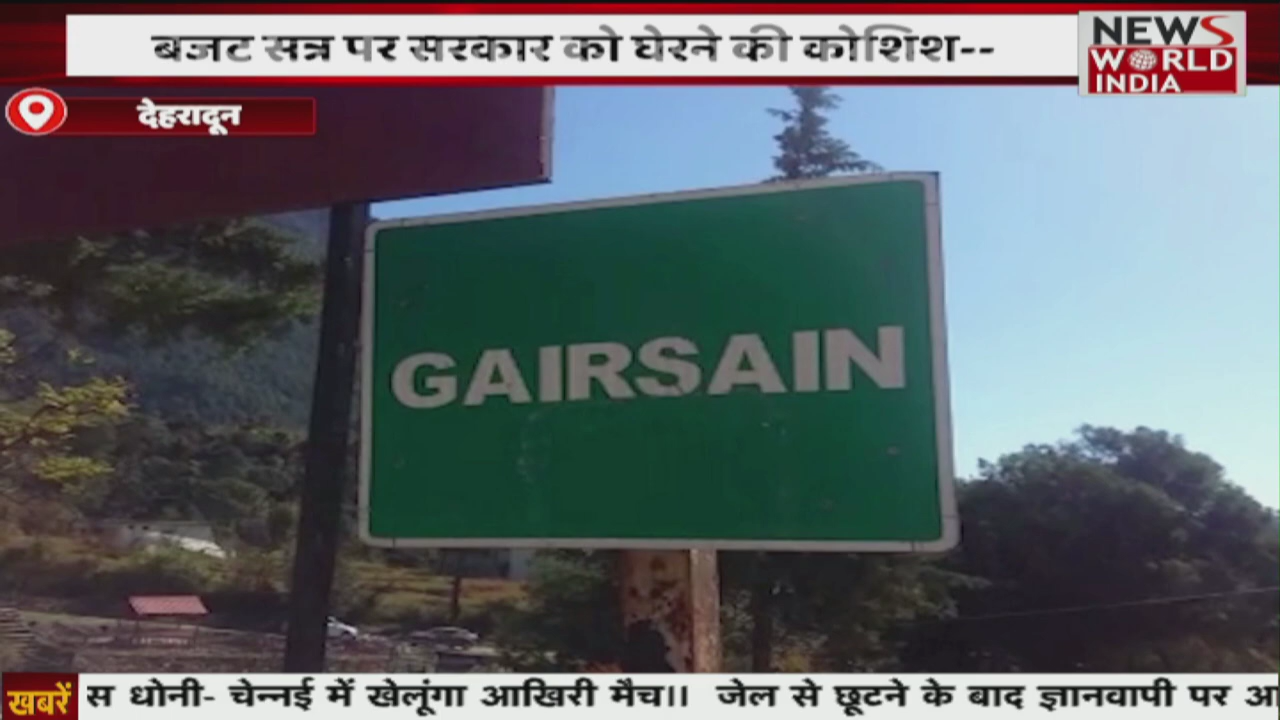 बजट सत्र पर सरकार को घेरने की कोशिश--
NEWS
WORLD
INDIA
देहरादून
GAIRSAIN
खबरें
स धोनी- चेन्नई में खेलूंगा आखिरी मैच।। जेल से छूटने के बाद ज्ञानवापी पर